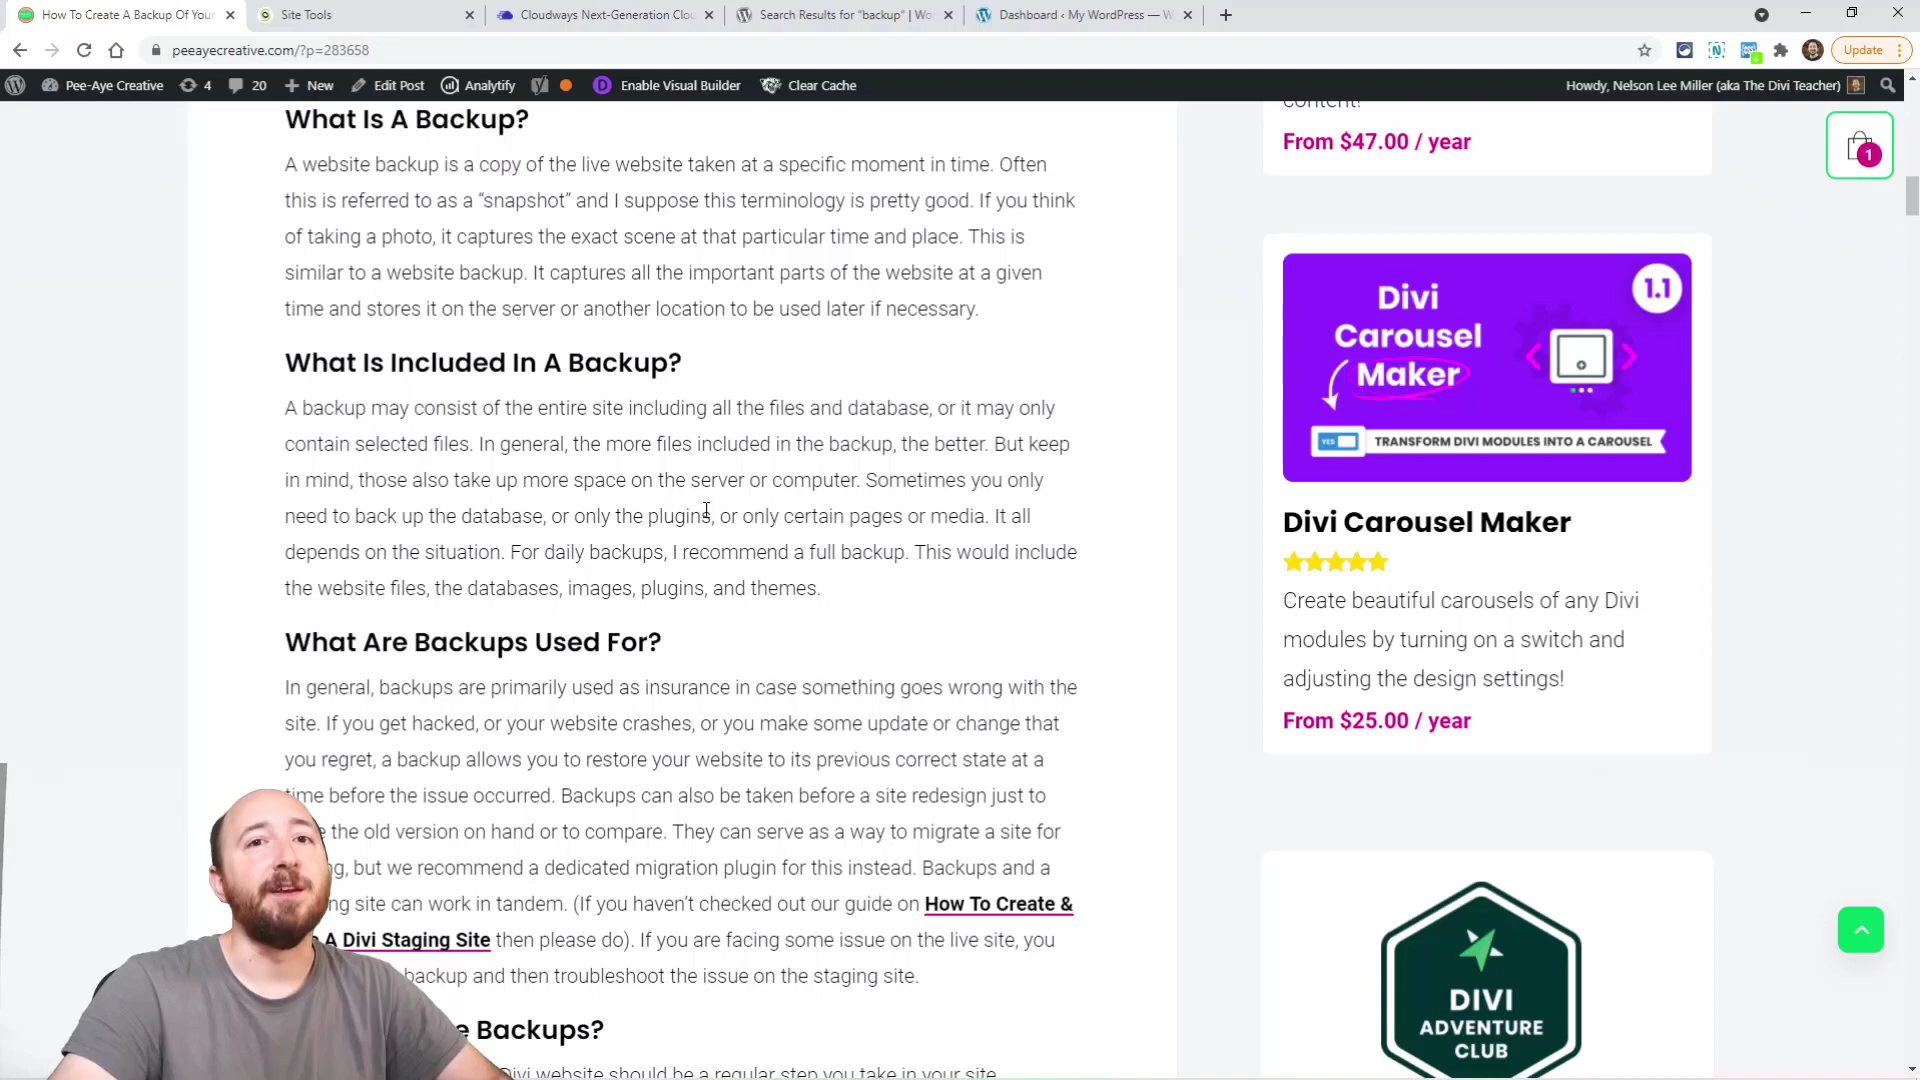 How To Create A Backup Of Your
Site Tools
Cloudways Next-Generation Clou
Search Results for “backup” | Wo
Dashboard ‹ My WordPress — W
peeayecreative.com/?p=283658
Update
Pee-Aye Creative
4
20
New
Edit Post
Analytify
Enable Visual Builder
Clear Cache
Howdy, Nelson Lee Miller (aka The Divi Teacher)
What Is A Backup?
A website backup is a copy of the live website taken at a specific moment in time. Often
this is referred to as a “snapshot” and I suppose this terminology is pretty good. If you think
of taking a photo, it captures the exact scene at that particular time and place. This is
similar to a website backup. It captures all the important parts of the website at a given
time and stores it on the server or another location to be used later if necessary.
What Is Included In A Backup?
A backup may consist of the entire site including all the files and database, or it may only
contain selected files. In general, the more files included in the backup, the better. But keep
in mind, those also take up more space on the server or computer. Sometimes you only
need to back up the database, or only the plugins, or only certain pages or media. It all
depends on the situation. For daily backups, I recommend a full backup. This would include
the website files, the databases, images, plugins, and themes.
What Are Backups Used For?
In general, backups are primarily used as insurance in case something goes wrong with the
site. If you get hacked, or your website crashes, or you make some update or change that
you regret, a backup allows you to restore your website to its previous correct state at a
time before the issue occurred. Backups can also be taken before a site redesign just to
the old version on hand or to compare. They can serve as a way to migrate a site for
but we recommend a dedicated migration plugin for this instead. Backups and a
site can work in tandem. (If you haven’t checked out our guide on How To Create &
A Divi Staging Site then please do). If you are facing some issue on the live site, you
backup and then troubleshoot the issue on the staging site.
Backups?
Divi website should be a regular step you take in your site
content!
From $47.00 / year
1
Divi
Carousel
Maker
1.1
YES
TRANSFORM DIVI MODULES INTO A CAROUSEL
Divi Carousel Maker
Create beautiful carousels of any Divi
modules by turning on a switch and
adjusting the design settings!
From $25.00 / year
DIVI
ADVENTURE
CLUB